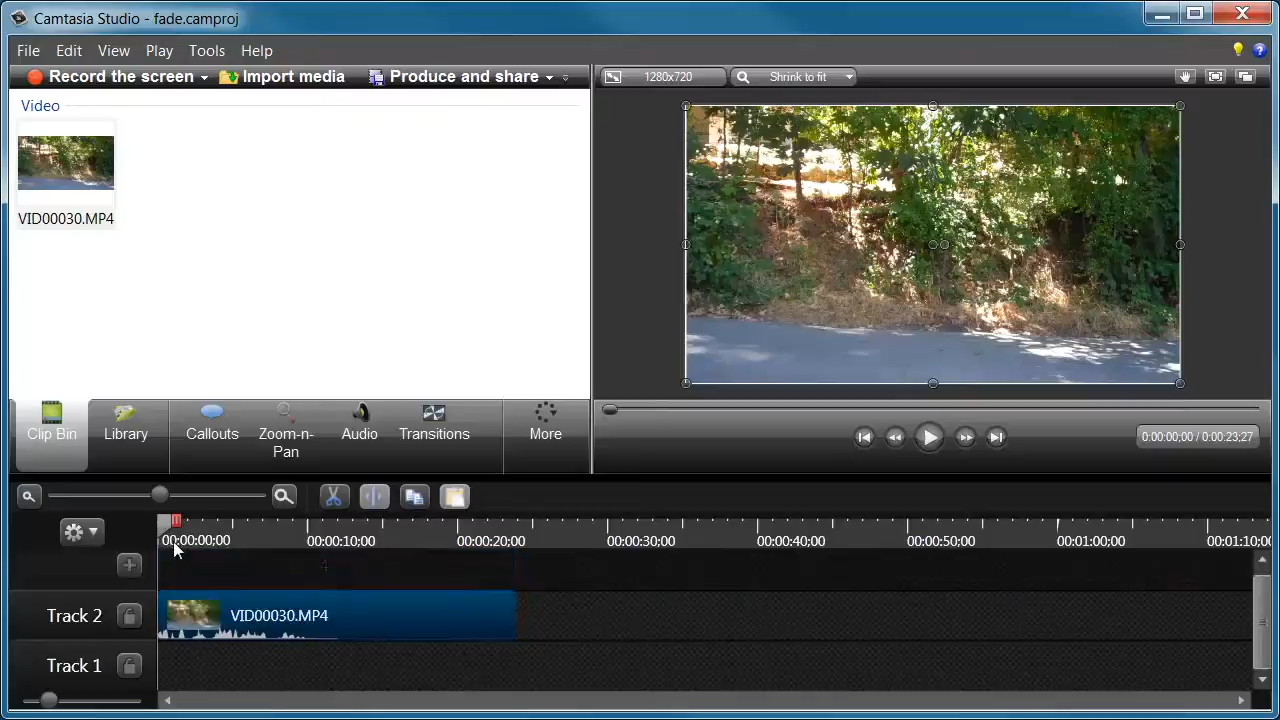 Camtasia Studio - fade.camproj
File Edit View Play Tools Help
Record the screen Import media Produce and share
1280x720 Shrink to fit
Video
VID00030.MP4
Clip Bin Library Callouts Zoom-n-Pan Audio Transitions More
0:00:00;00 / 0:00:23;27
00:00:00;00 00:00:10;00 00:00:20;00 00:00:30;00 00:00:40;00 00:00:50;00 00:01:00;00 00:01:10;00
Track 2 VID00030.MP4
Track 1